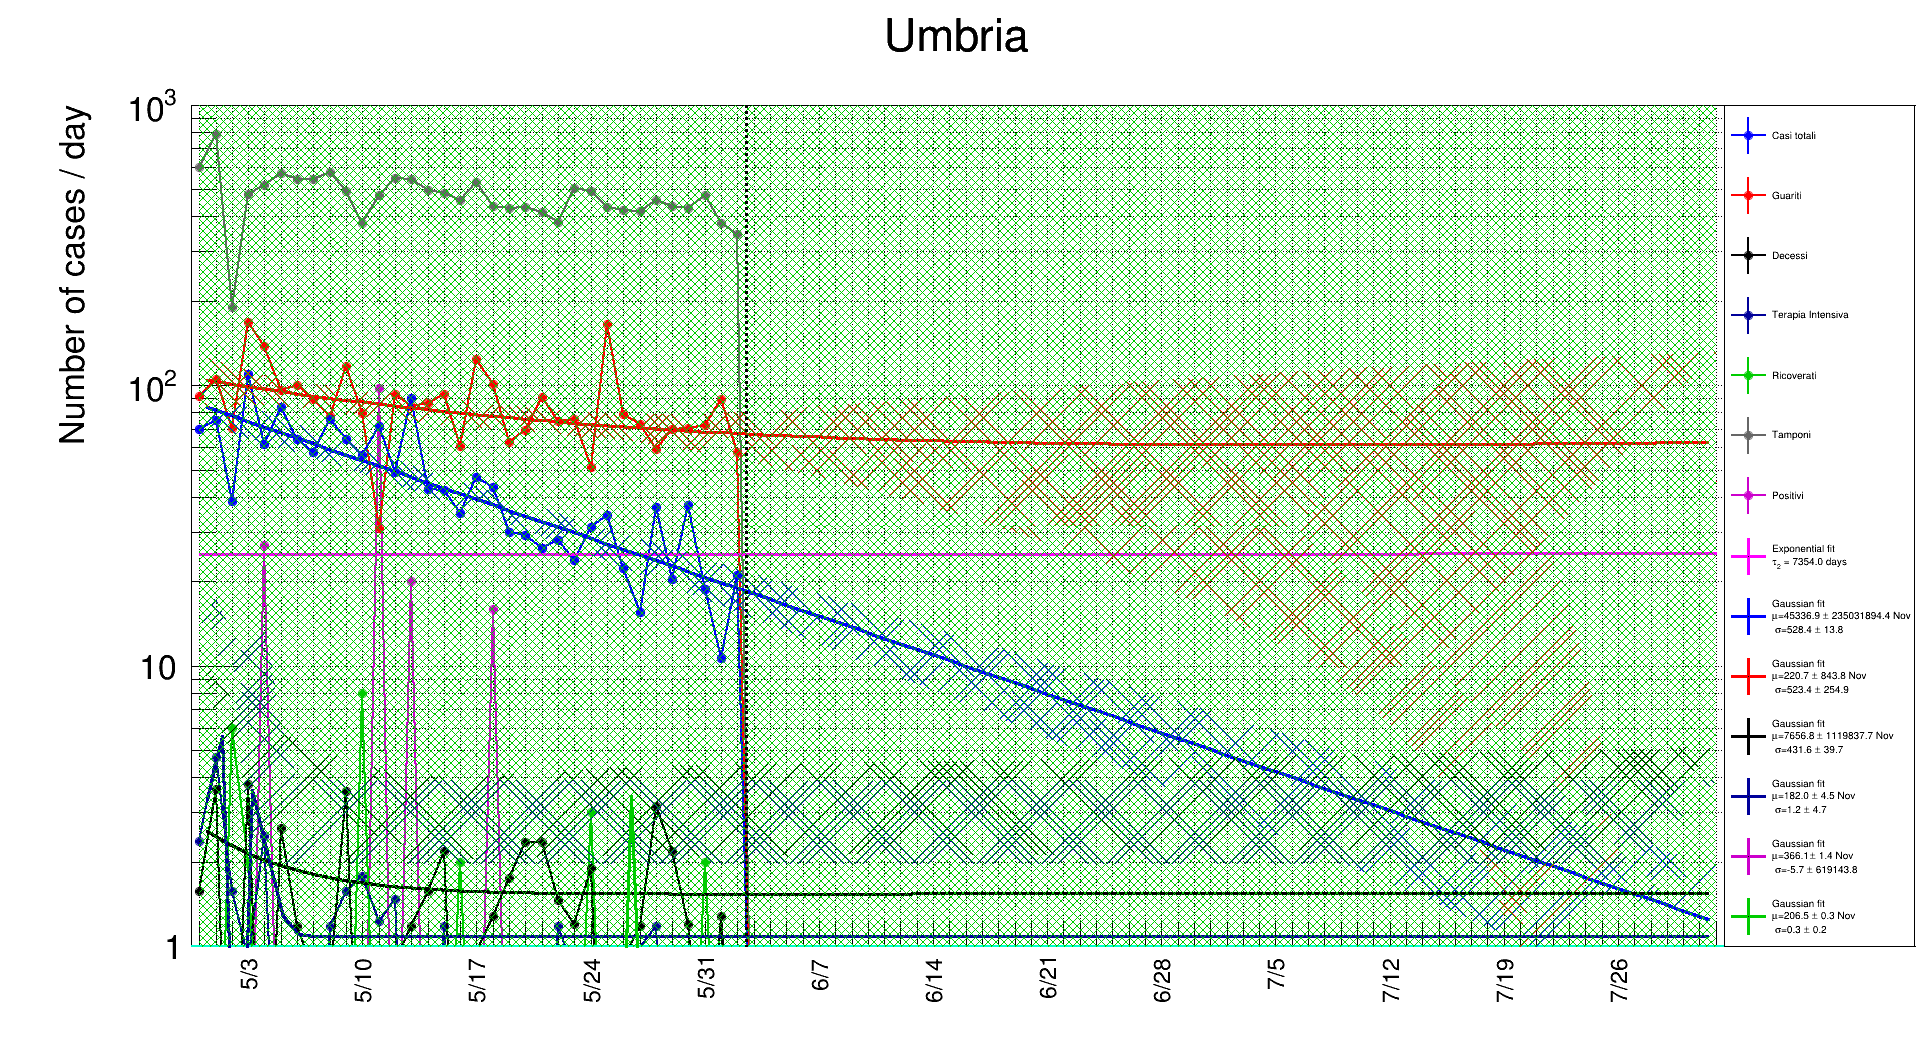 Umbria
Number of cases / day
10³
10²
10
1
5/3
5/10
5/17
5/24
5/31
6/7
6/14
6/21
6/28
7/5
7/12
7/19
7/26
Casi totali
Guariti
Decessi
Terapia Intensiva
Ricoverati
Tamponi
Positivi
Exponential fit
τ₂ = 7354.0 days
Gaussian fit
μ=45336.9 ± 235031894.4 Nov
σ=528.4 ± 13.8
Gaussian fit
μ=220.7 ± 843.8 Nov
σ=523.4 ± 254.9
Gaussian fit
μ=7656.8 ± 1119837.7 Nov
σ=431.6 ± 39.7
Gaussian fit
μ=182.0 ± 4.5 Nov
σ=1.2 ± 4.7
Gaussian fit
μ=366.1 ± 1.4 Nov
σ=-5.7 ± 619143.8
Gaussian fit
μ=206.5 ± 0.3 Nov
σ=0.3 ± 0.2